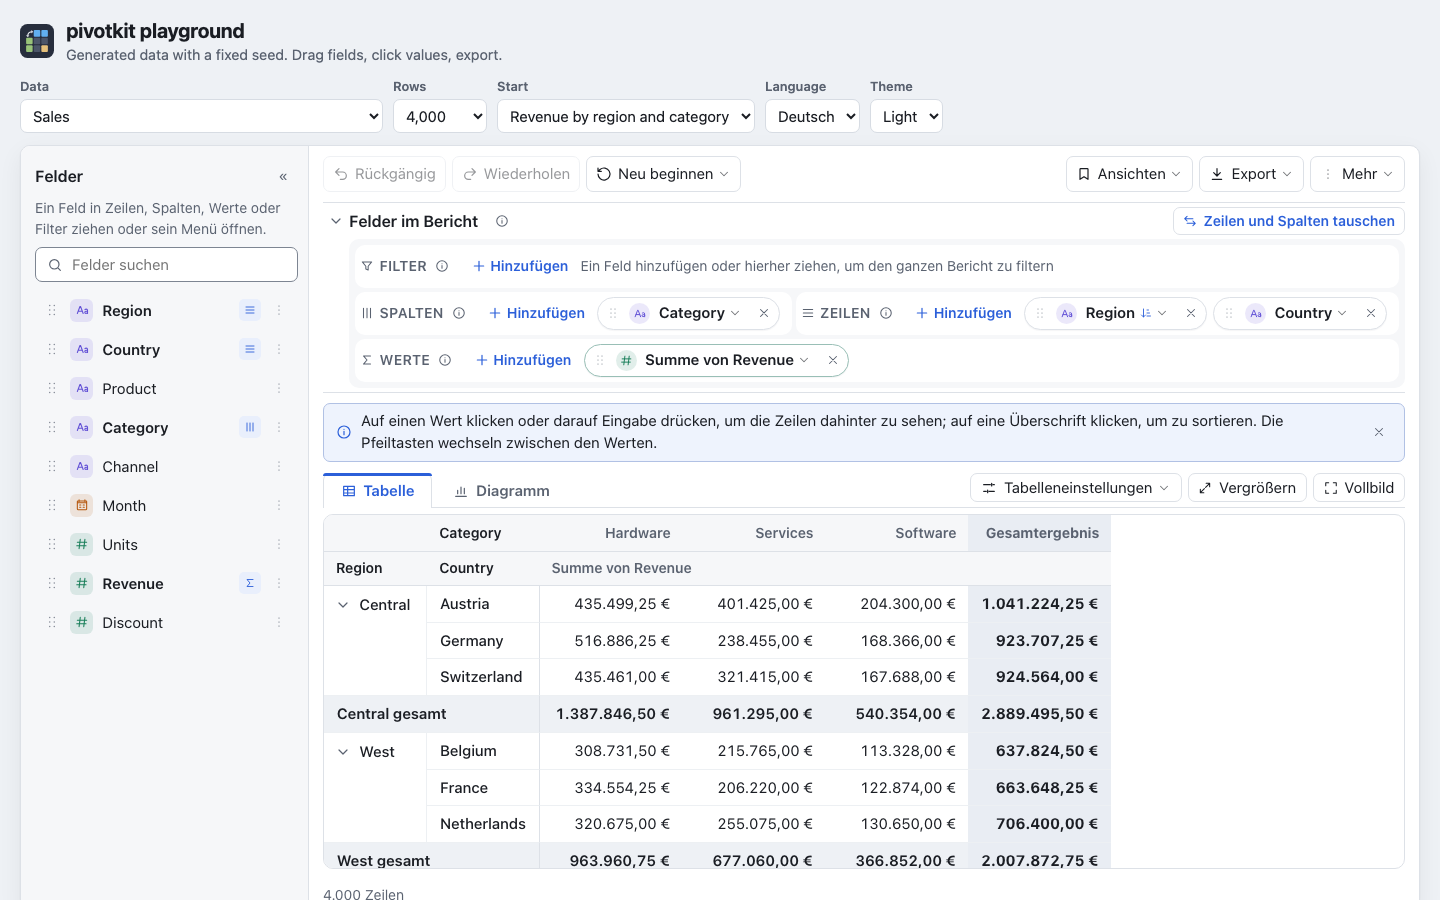 pivotkit playground
Generated data with a fixed seed. Drag fields, click values, export.
Data Rows Start Language Theme
Sales 4,000 Revenue by region and category Deutsch Light
Felder «
Ein Feld in Zeilen, Spalten, Werte oder
Filter ziehen oder sein Menü öffnen.
Felder suchen
Aa Region
Aa Country
Aa Product
Aa Category
Aa Channel
Month
# Units
# Revenue Σ
# Discount
Rückgängig Wiederholen Neu beginnen Ansichten Export Mehr
Felder im Bericht Zeilen und Spalten tauschen
FILTER + Hinzufügen Ein Feld hinzufügen oder hierher ziehen, um den ganzen Bericht zu filtern
SPALTEN + Hinzufügen Aa Category × ZEILEN + Hinzufügen Aa Region × Aa Country ×
Σ WERTE + Hinzufügen # Summe von Revenue ×
Auf einen Wert klicken oder darauf Eingabe drücken, um die Zeilen dahinter zu sehen; auf eine Überschrift klicken, um zu sortieren. Die
Pfeiltasten wechseln zwischen den Werten.
Tabelle Diagramm Tabelleneinstellungen Vergrößern Vollbild
Category Hardware Services Software Gesamtergebnis
Region Country Summe von Revenue
Central Austria 435.499,25 € 401.425,00 € 204.300,00 € 1.041.224,25 €
Germany 516.886,25 € 238.455,00 € 168.366,00 € 923.707,25 €
Switzerland 435.461,00 € 321.415,00 € 167.688,00 € 924.564,00 €
Central gesamt 1.387.846,50 € 961.295,00 € 540.354,00 € 2.889.495,50 €
West Belgium 308.731,50 € 215.765,00 € 113.328,00 € 637.824,50 €
France 334.554,25 € 206.220,00 € 122.874,00 € 663.648,25 €
Netherlands 320.675,00 € 255.075,00 € 130.650,00 € 706.400,00 €
West gesamt 963.960,75 € 677.060,00 € 366.852,00 € 2.007.872,75 €
4.000 Zeilen